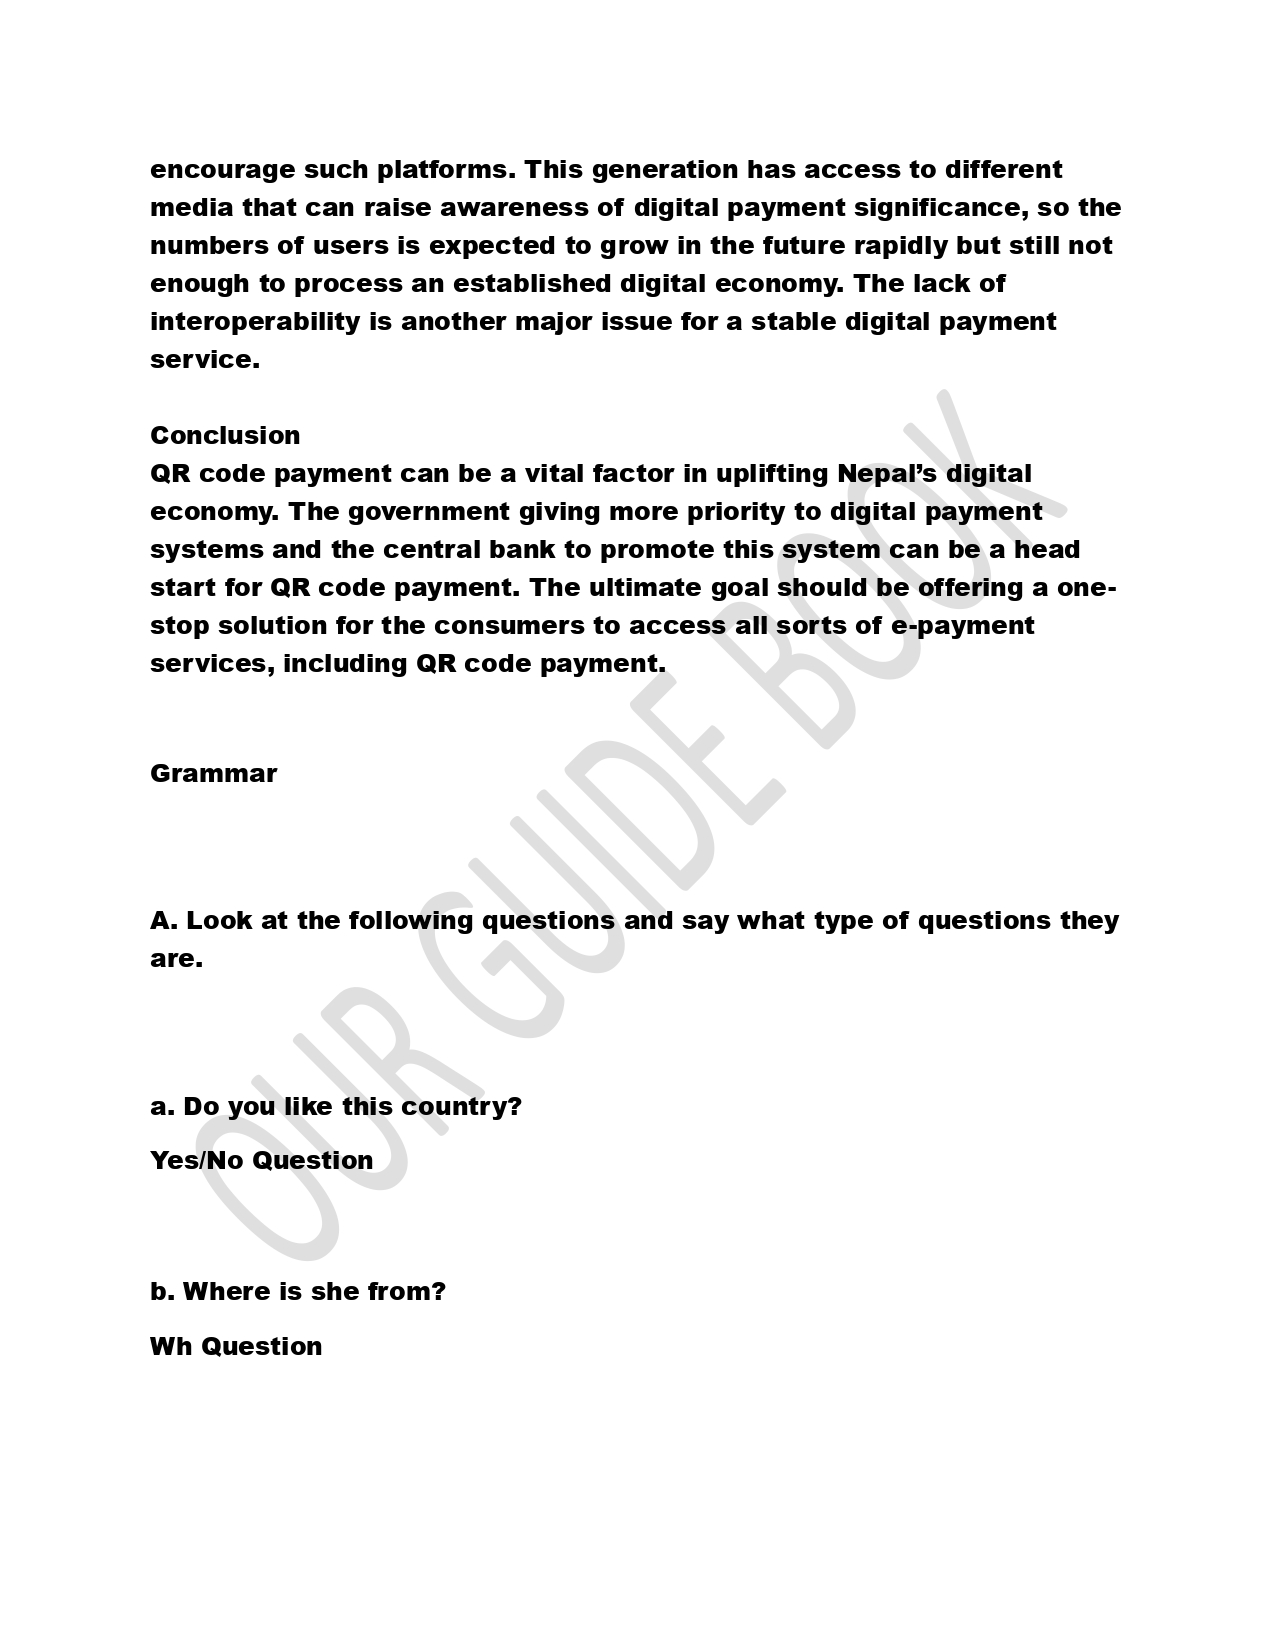 encourage such platforms. This generation has access to different
media that can raise awareness of digital payment significance, so the
numbers of users is expected to grow in the future rapidly but still not
enough to process an established digital economy. The lack of
interoperability is another major issue for a stable digital payment
service.
Conclusion
QR code payment can be a vital factor in uplifting Nepal’s digital
economy. The government giving more priority to digital payment
systems and the central bank to promote this system can be a head
start for QR code payment. The ultimate goal should be offering a one-
stop solution for the consumers to access all sorts of e-payment
services, including QR code payment.
Grammar
A. Look at the following questions and say what type of questions they
are.
a. Do you like this country?
Yes/No Question
b. Where is she from?
Wh Question
OUR GUIDE BOOK